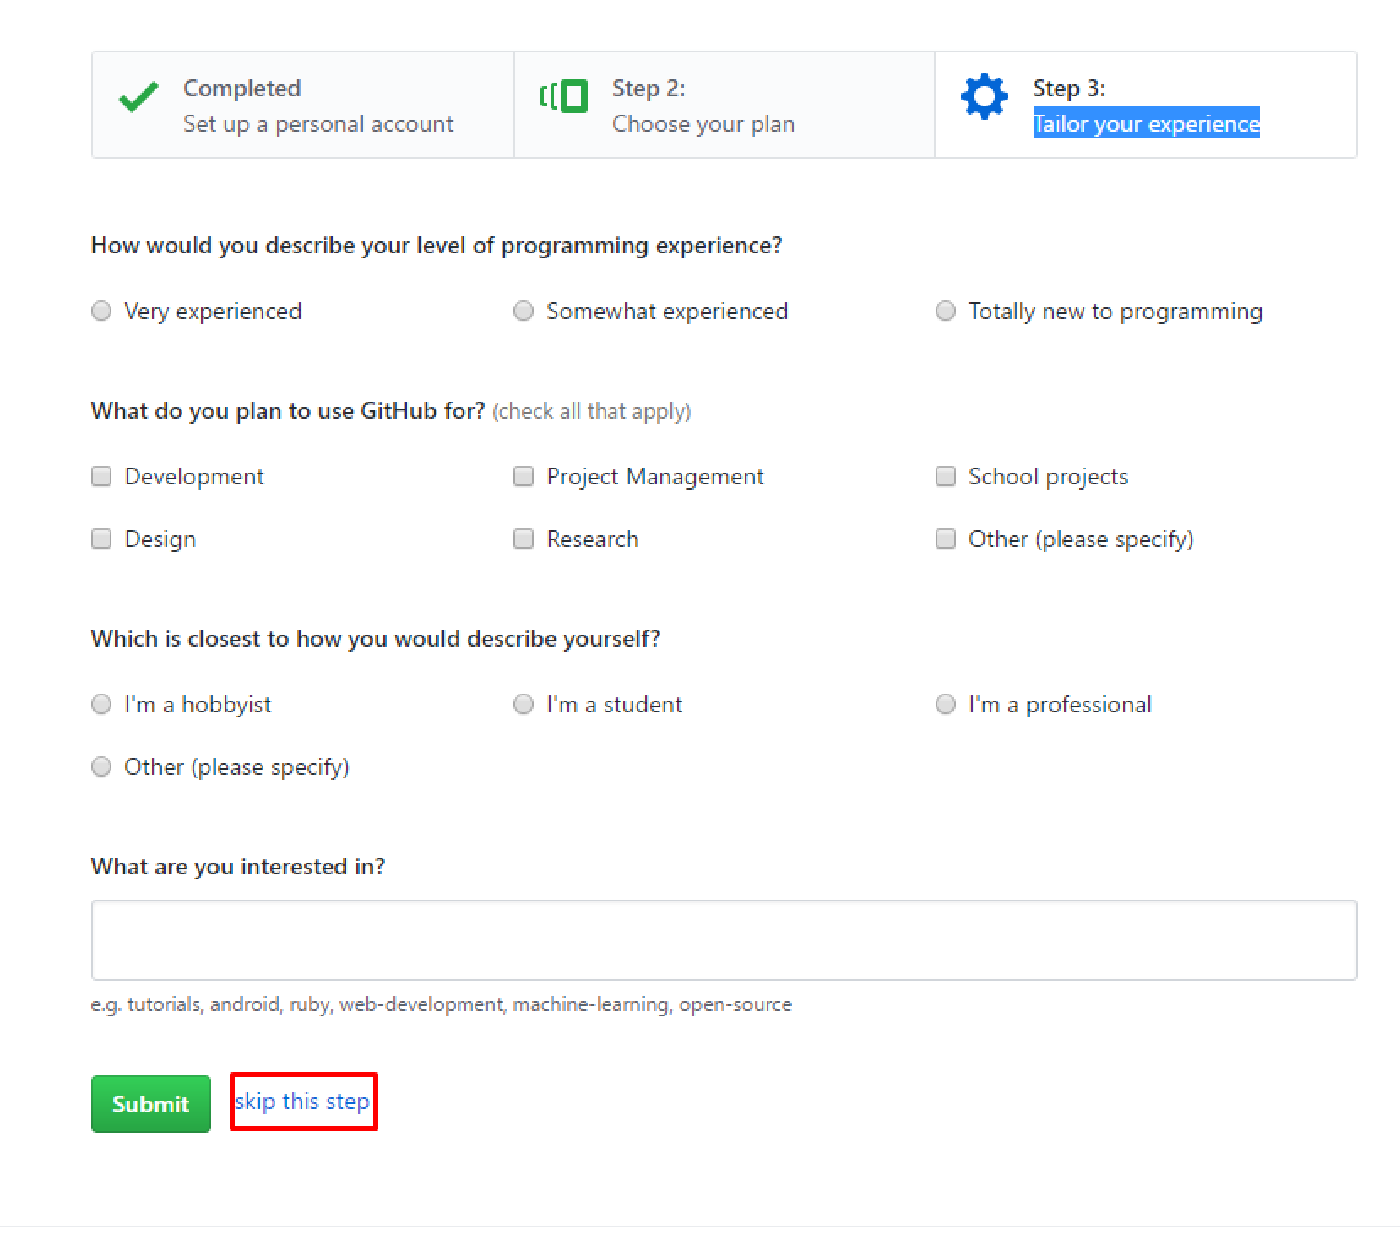 Completed
Set up a personal account
Step 2:
Choose your plan
Step 3:
Tailor your experience
How would you describe your level of programming experience?
Very experienced
Somewhat experienced
Totally new to programming
What do you plan to use GitHub for? (check all that apply)
Development
Project Management
School projects
Design
Research
Other (please specify)
Which is closest to how you would describe yourself?
I'm a hobbyist
I'm a student
I'm a professional
Other (please specify)
What are you interested in?
e.g. tutorials, android, ruby, web-development, machine-learning, open-source
Submit
skip this step